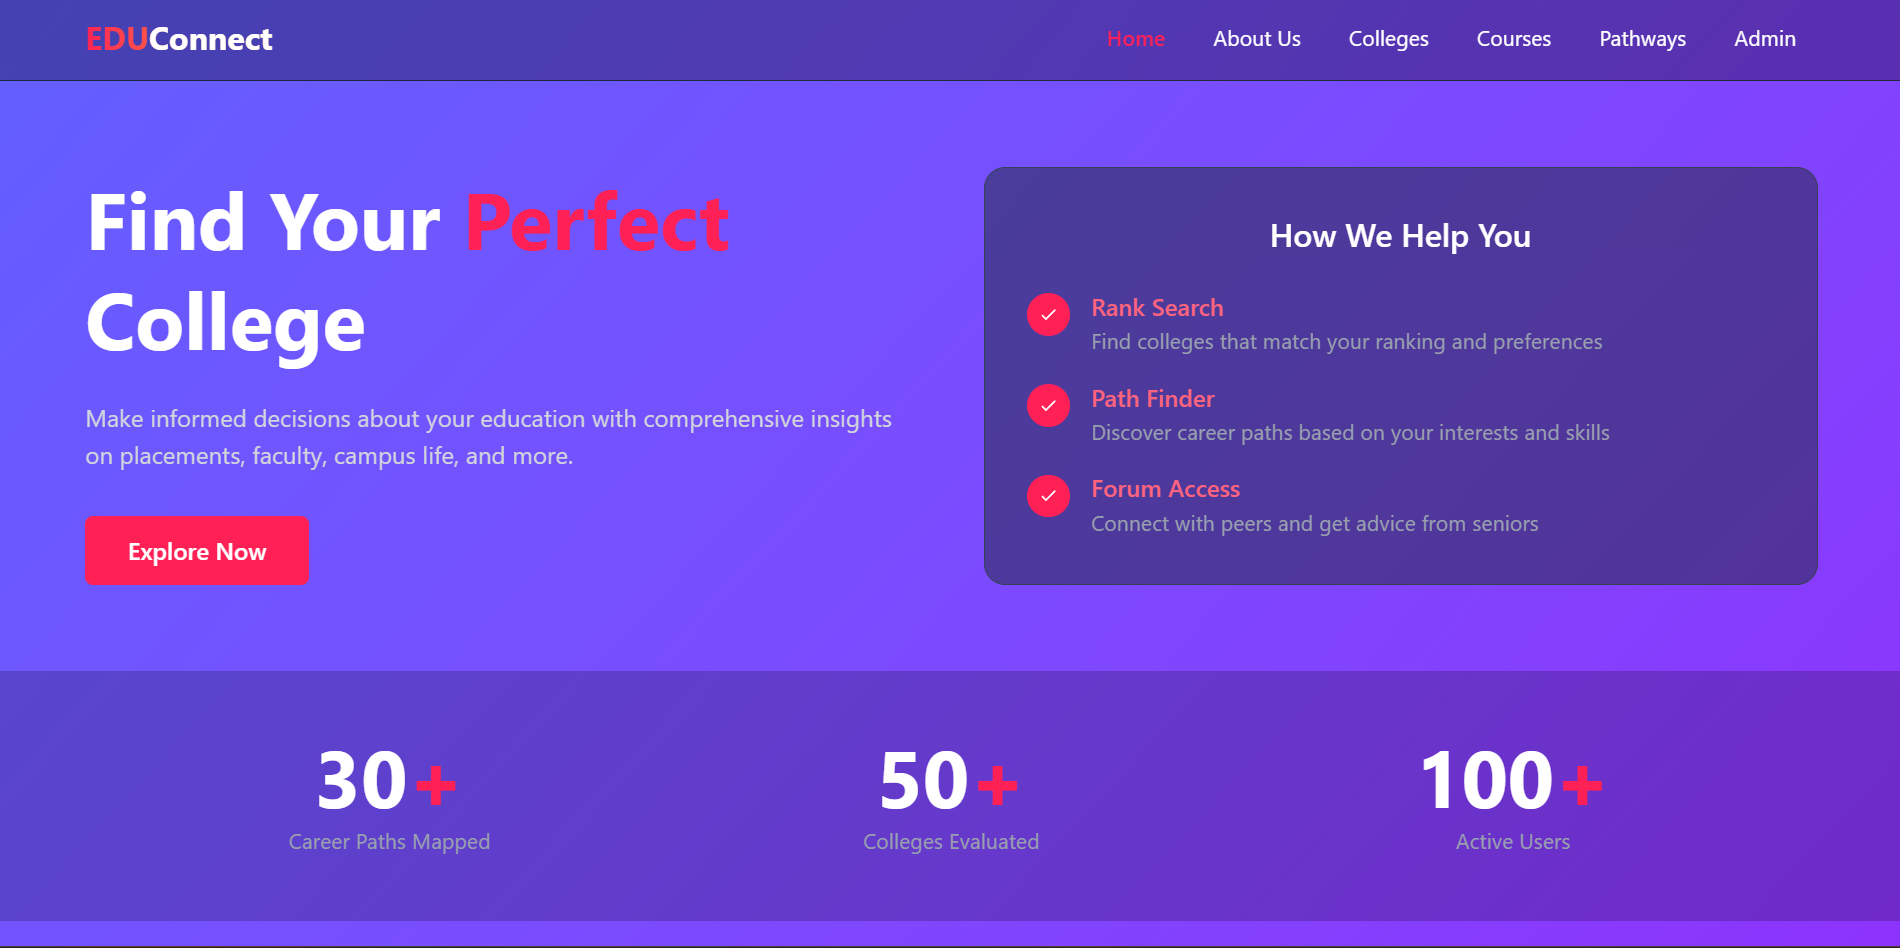 EDUConnect
Home About Us Colleges Courses Pathways Admin
Find Your Perfect
College
Make informed decisions about your education with comprehensive insights
on placements, faculty, campus life, and more.
Explore Now
How We Help You
Rank Search
Find colleges that match your ranking and preferences
Path Finder
Discover career paths based on your interests and skills
Forum Access
Connect with peers and get advice from seniors
30+
Career Paths Mapped
50+
Colleges Evaluated
100+
Active Users